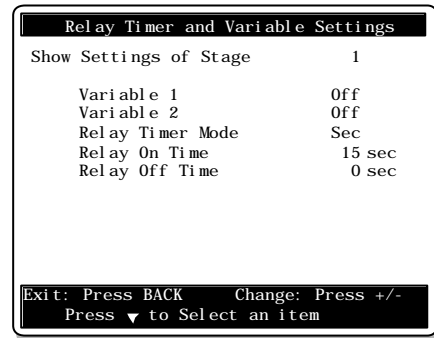 Relay Timer and Variable Settings
Show Settings of Stage 1
Variable 1 Off
Variable 2 Off
Relay Timer Mode Sec
Relay On Time 15 sec
Relay Off Time 0 sec
Exit: Press BACK Change: Press +/-
Press ▼ to Select an item